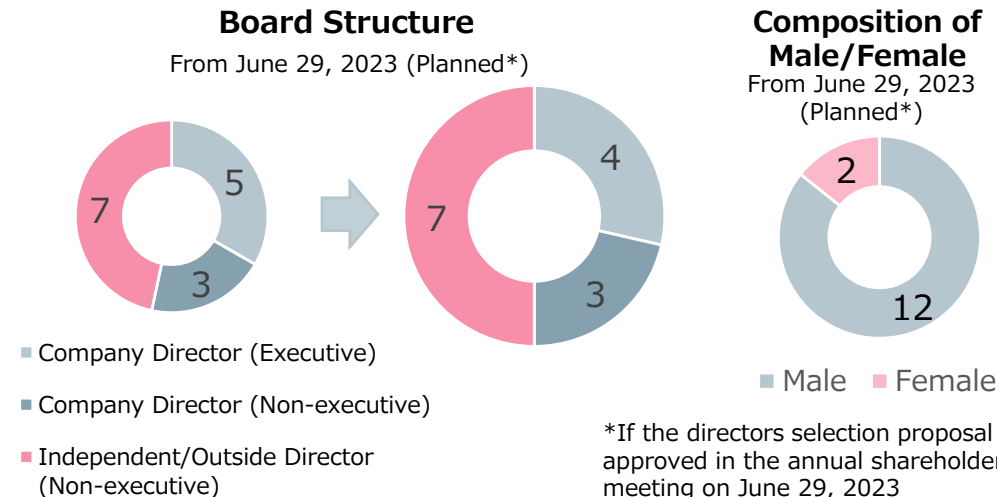 Board Structure
From June 29, 2023 (Planned*)
5
3
7
4
3
7
Company Director (Executive)
Company Director (Non-executive)
Independent/Outside Director
(Non-executive)
Composition of
Male/Female
From June 29, 2023
(Planned*)
2
12
Male Female
*If the directors selection proposal
approved in the annual shareholder
meeting on June 29, 2023